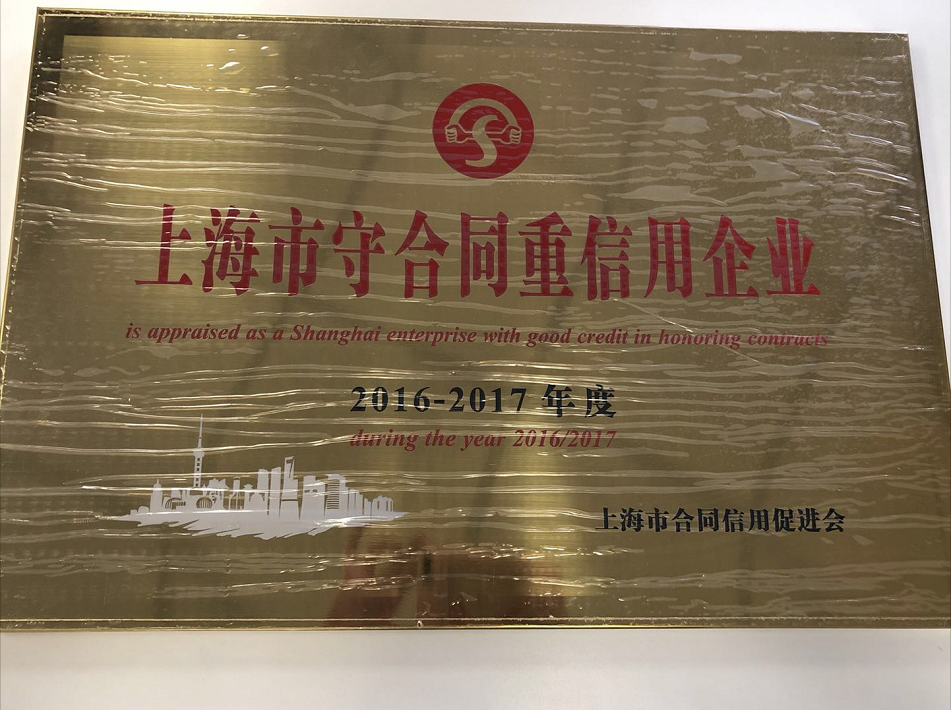 上海市守合同重信用企业
is appraised as a Shanghai enterprise with good credit in honoring contracts
2016-2017 年度
during the year 2016/2017
上海市合同信用促进会